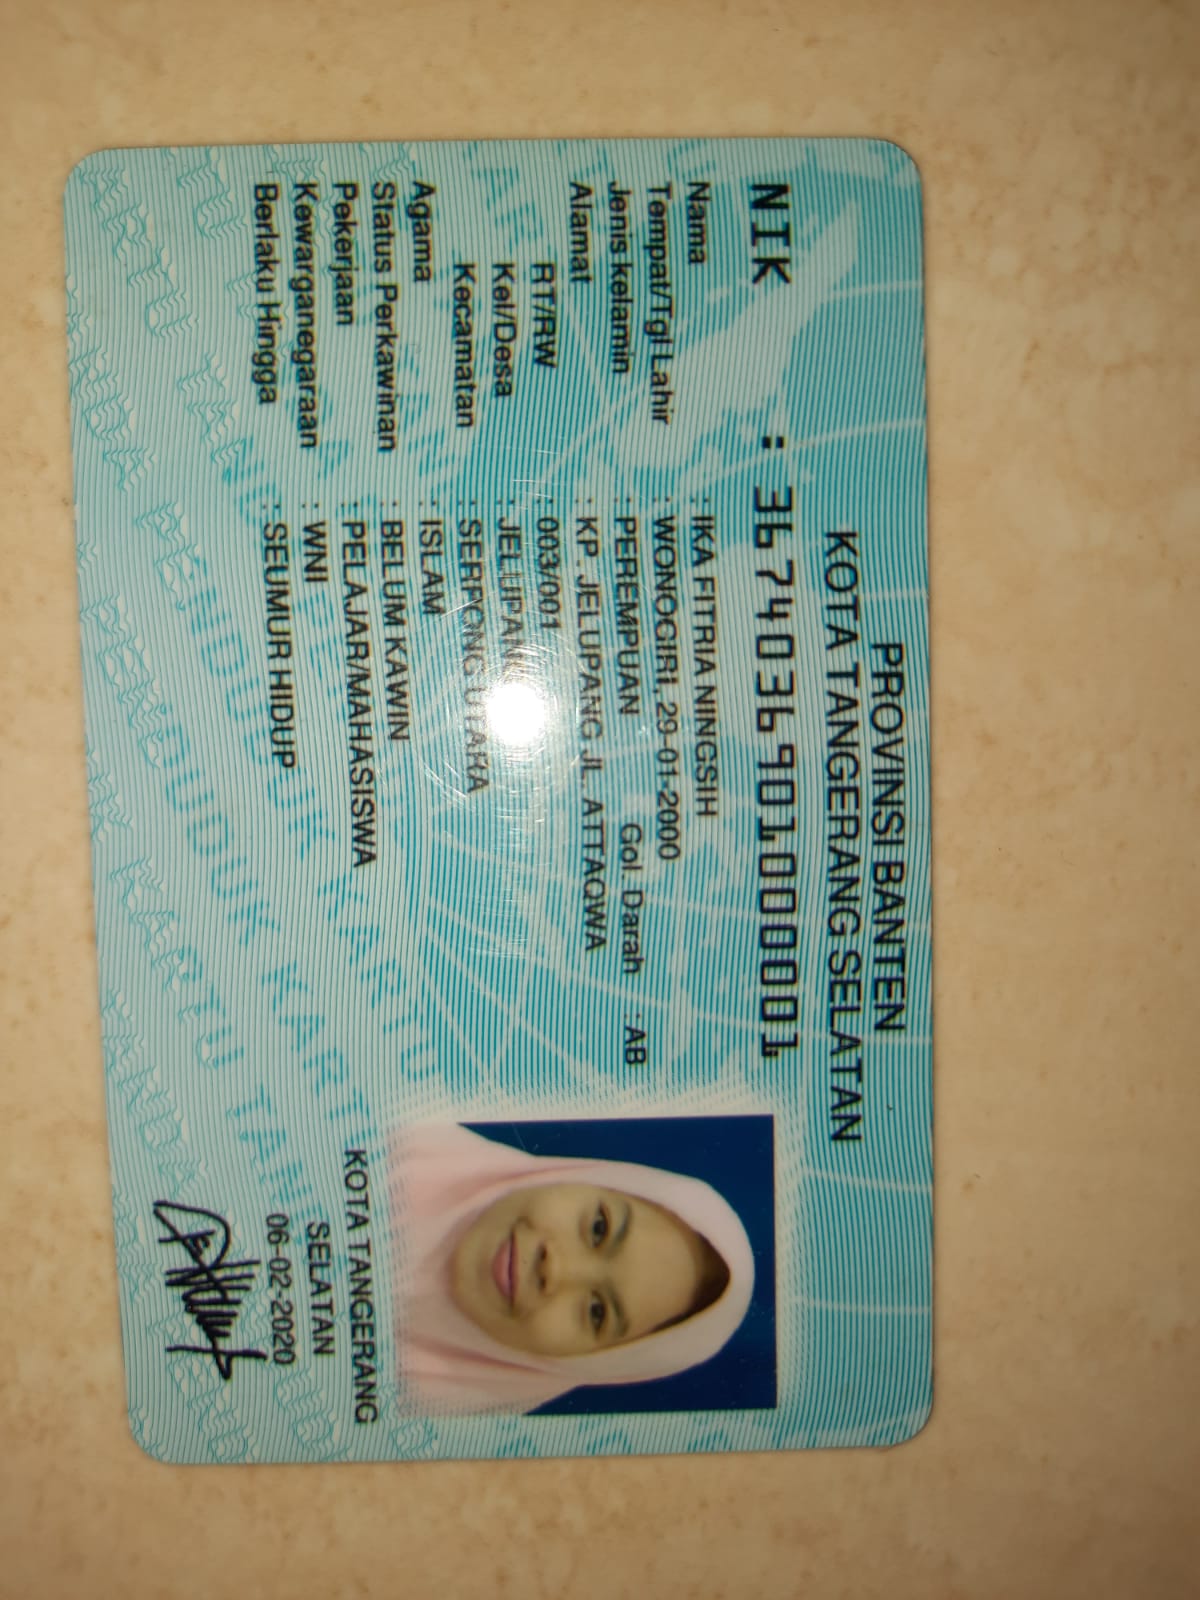 PROVINSI BANTEN
KOTA TANGERANG SELATAN
NIK : 3674036901000001
Nama : IKA FITRIA NINGSIH
Tempat/Tgl Lahir : WONOGIRI, 29-01-2000
Jenis kelamin : PEREMPUAN Gol. Darah : AB
Alamat : KP. JELUPANG JL. ATTAQWA
RT/RW : 003/001
Kel/Desa : JELUPANG
Kecamatan : SERPONG UTARA
Agama : ISLAM
Status Perkawinan : BELUM KAWIN
Pekerjaan : PELAJAR/MAHASISWA
Kewarganegaraan : WNI
Berlaku Hingga : SEUMUR HIDUP
KOTA TANGERANG
SELATAN
06-02-2020